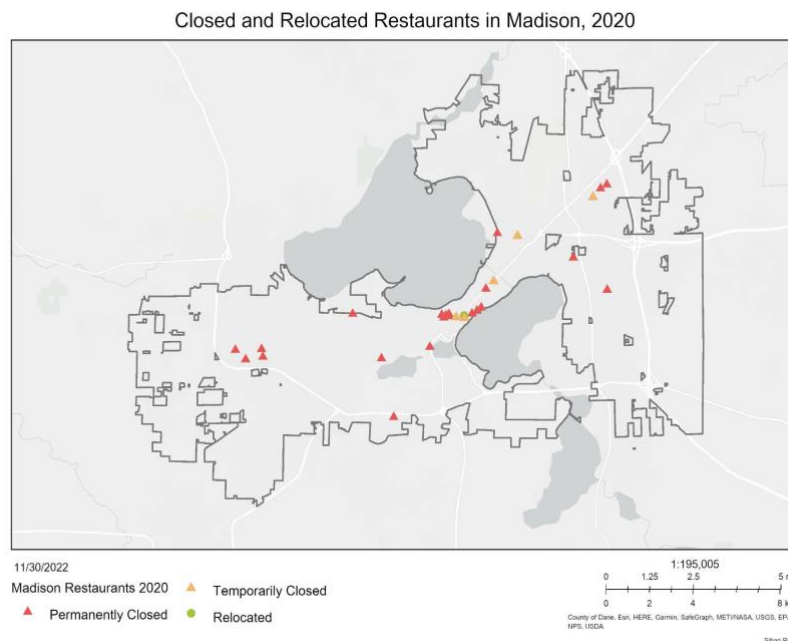 Closed and Relocated Restaurants in Madison, 2020
11/30/2022
Madison Restaurants 2020
Permanently Closed
Temporarily Closed
Relocated
1:195,005
0 1.25 2.5 5
0 2 4 8
County of Dane, Esri, HERE, Garmin, SafeGraph, METI/NASA, USGS,
NPS, USDA